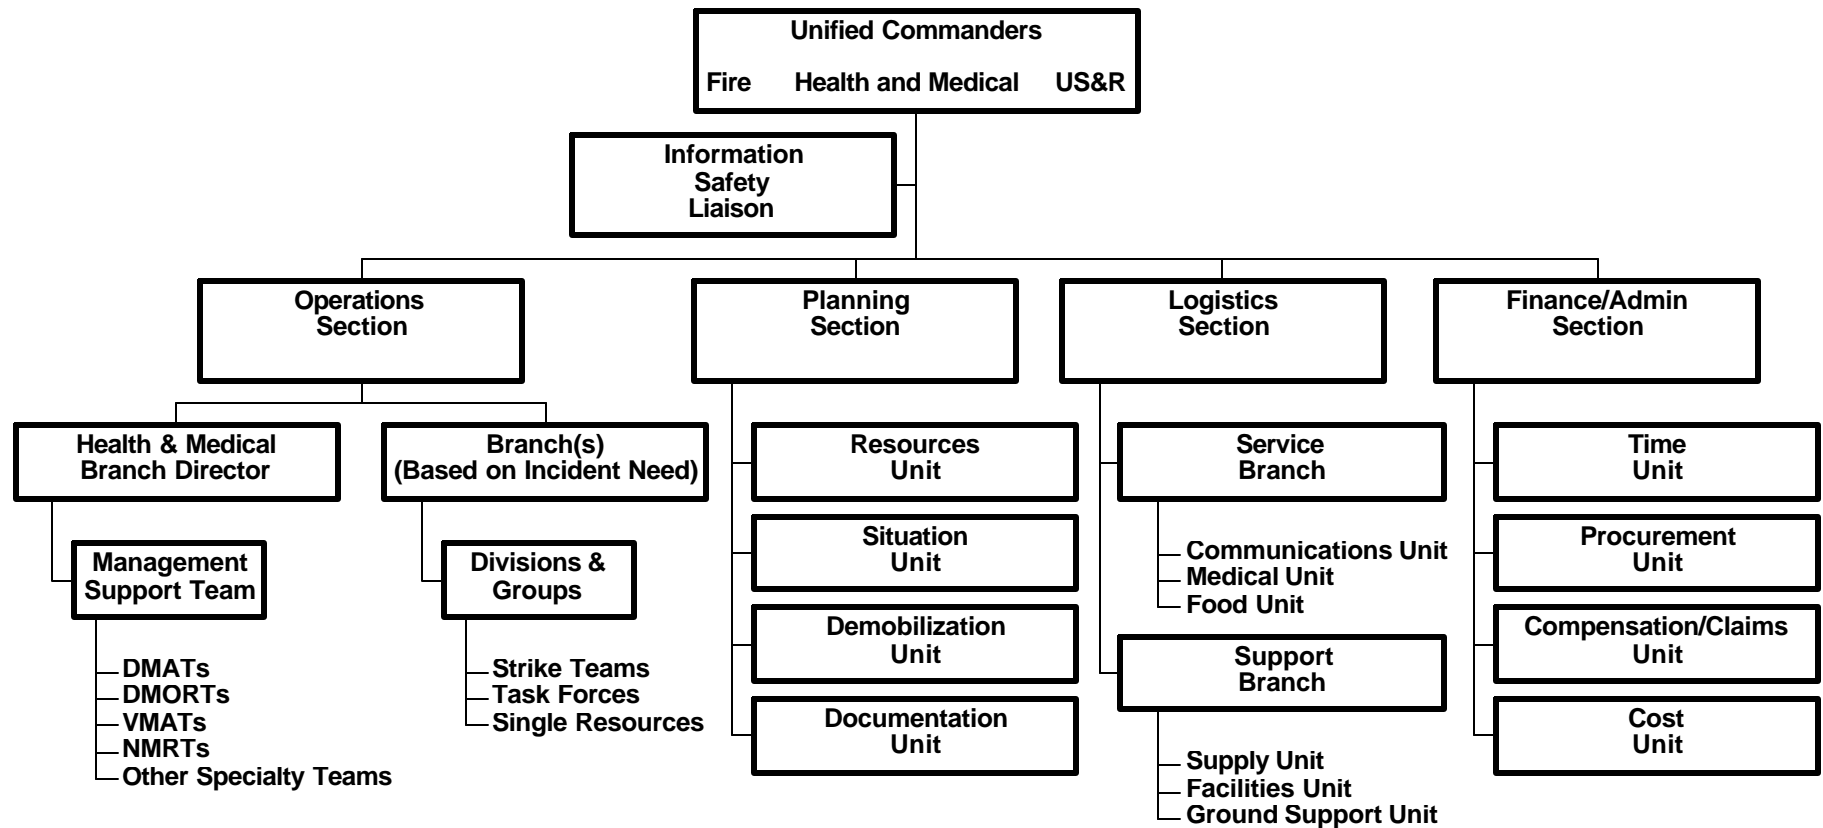 Unified Commanders
Fire Health and Medical US&R
Information
Safety
Liaison
Operations
Section
Planning
Section
Logistics
Section
Finance/Admin
Section
Health & Medical
Branch Director
Branch(s)
(Based on Incident Need)
Management
Support Team
Divisions &
Groups
DMATs
DMORTs
VMATs
NMRTs
Other Specialty Teams
Strike Teams
Task Forces
Single Resources
Resources
Unit
Situation
Unit
Demobilization
Unit
Documentation
Unit
Service
Branch
Communications Unit
Medical Unit
Food Unit
Support
Branch
Supply Unit
Facilities Unit
Ground Support Unit
Time
Unit
Procurement
Unit
Compensation/Claims
Unit
Cost
Unit